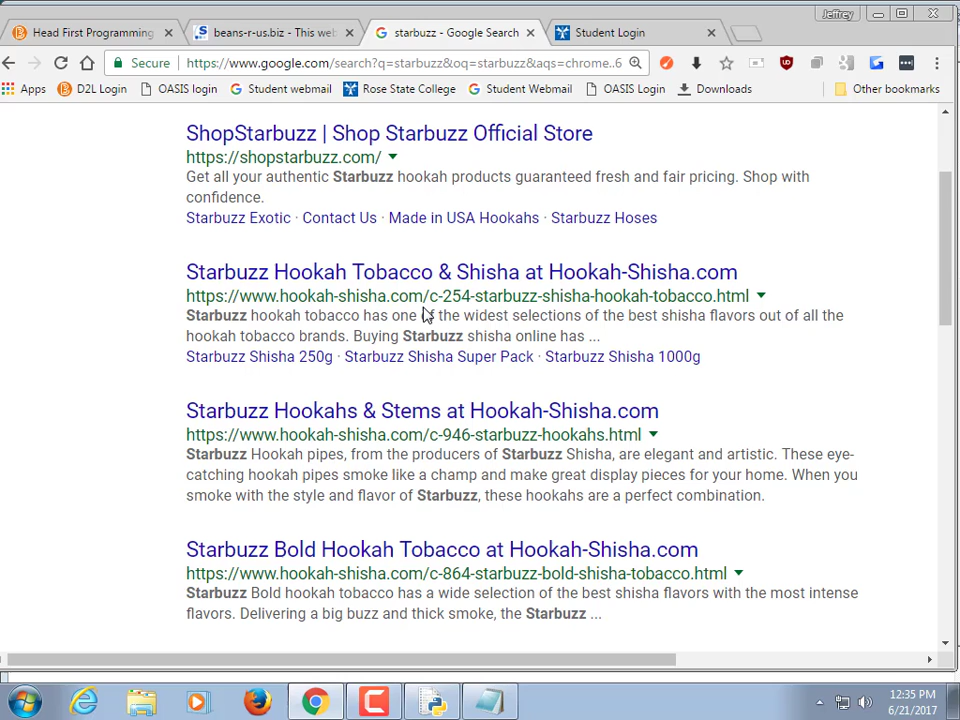 Jeffrey
Head First Programming
beans-r-us.biz - This web
starbuzz - Google Search
Student Login
Secure
https://www.google.com/search?q=starbuzz&oq=starbuzz&aqs=chrome..6
Apps
D2L Login
OASIS login
Student webmail
Rose State College
Student Webmail
OASIS Login
Downloads
Other bookmarks
ShopStarbuzz | Shop Starbuzz Official Store
https://shopstarbuzz.com/
Get all your authentic Starbuzz hookah products guaranteed fresh and fair pricing. Shop with
confidence.
Starbuzz Exotic · Contact Us · Made in USA Hookahs · Starbuzz Hoses
Starbuzz Hookah Tobacco & Shisha at Hookah-Shisha.com
https://www.hookah-shisha.com/c-254-starbuzz-shisha-hookah-tobacco.html
Starbuzz hookah tobacco has one of the widest selections of the best shisha flavors out of all the
hookah tobacco brands. Buying Starbuzz shisha online has ...
Starbuzz Shisha 250g · Starbuzz Shisha Super Pack · Starbuzz Shisha 1000g
Starbuzz Hookahs & Stems at Hookah-Shisha.com
https://www.hookah-shisha.com/c-946-starbuzz-hookahs.html
Starbuzz Hookah pipes, from the producers of Starbuzz Shisha, are elegant and artistic. These eye-
catching hookah pipes smoke like a champ and make great display pieces for your home. When you
smoke with the style and flavor of Starbuzz, these hookahs are a perfect combination.
Starbuzz Bold Hookah Tobacco at Hookah-Shisha.com
https://www.hookah-shisha.com/c-864-starbuzz-bold-shisha-tobacco.html
Starbuzz Bold hookah tobacco has a wide selection of the best shisha flavors with the most intense
flavors. Delivering a big buzz and thick smoke, the Starbuzz ...
12:35 PM
6/21/2017